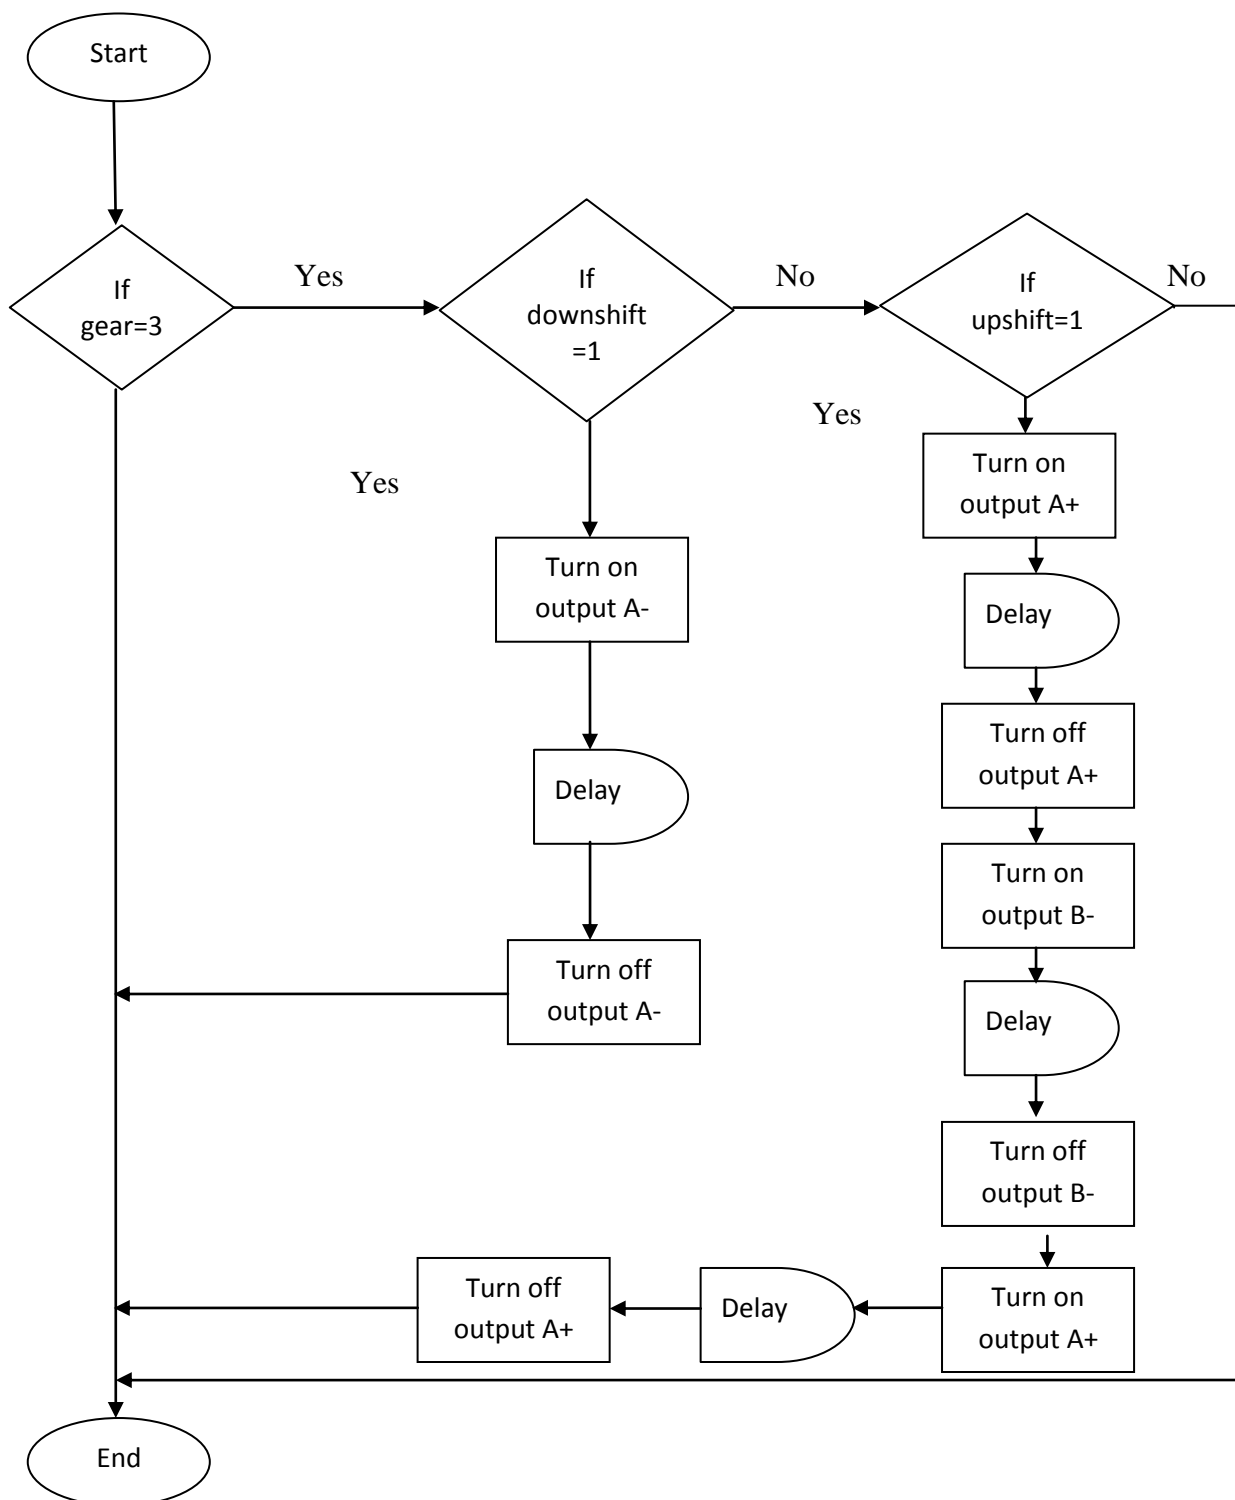 Start
If
gear=3
Yes
If
downshift
=1
No
If
upshift=1
No
Yes
Turn on
output A-
Delay
Turn off
output A-
Yes
Turn on
output A+
Delay
Turn off
output A+
Turn on
output B-
Delay
Turn off
output B-
Turn on
output A+
Delay
Turn off
output A+
End